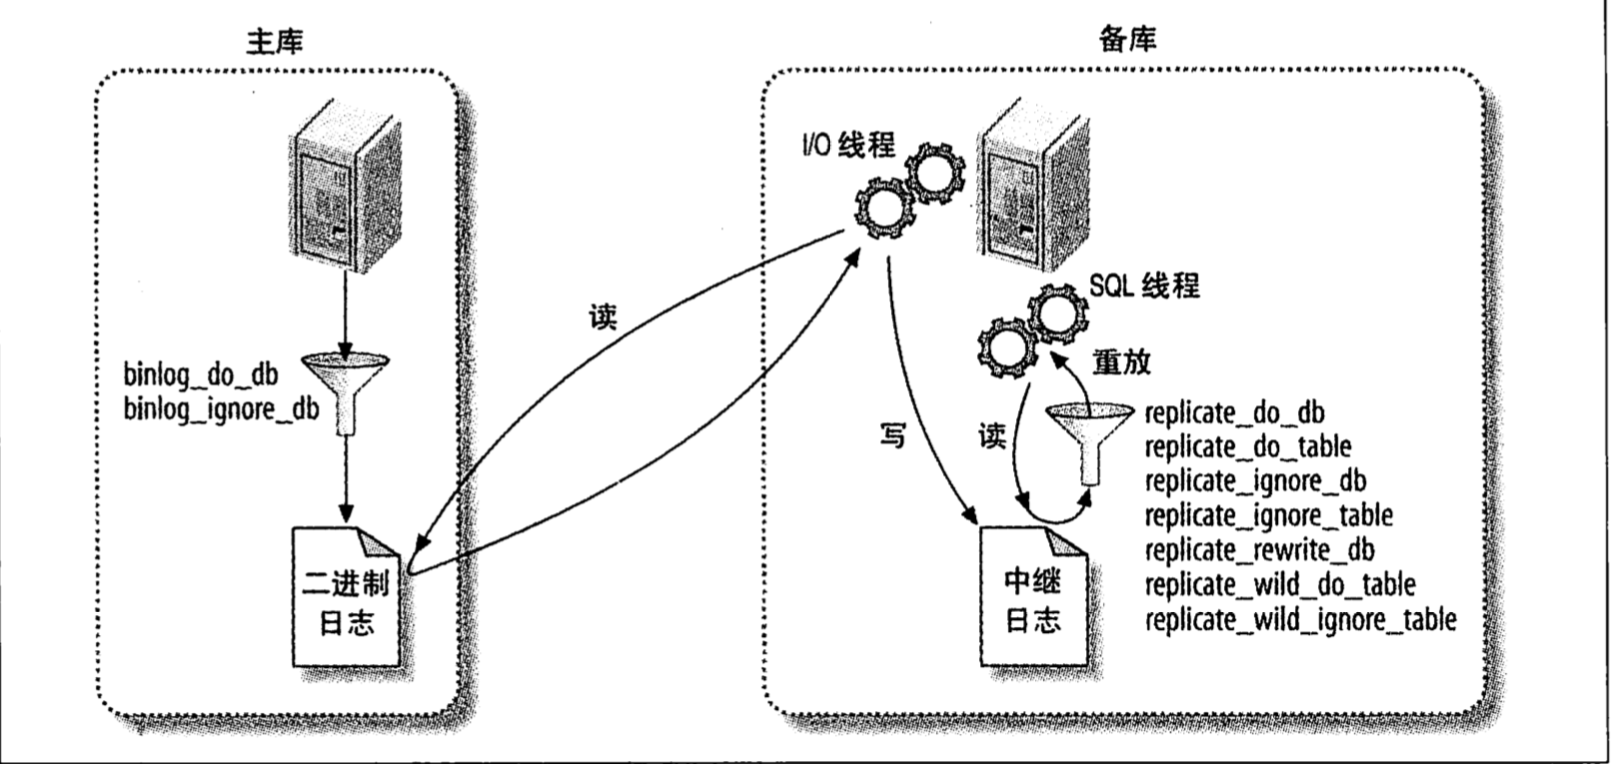 主库
binlog_do_db
binlog_ignore_db
二进制
日志
读
备库
I/O 线程
SQL 线程
重放
写
读
replicate_do_db
replicate_do_table
replicate_ignore_db
replicate_ignore_table
replicate_rewrite_db
replicate_wild_do_table
replicate_wild_ignore_table
中继
日志